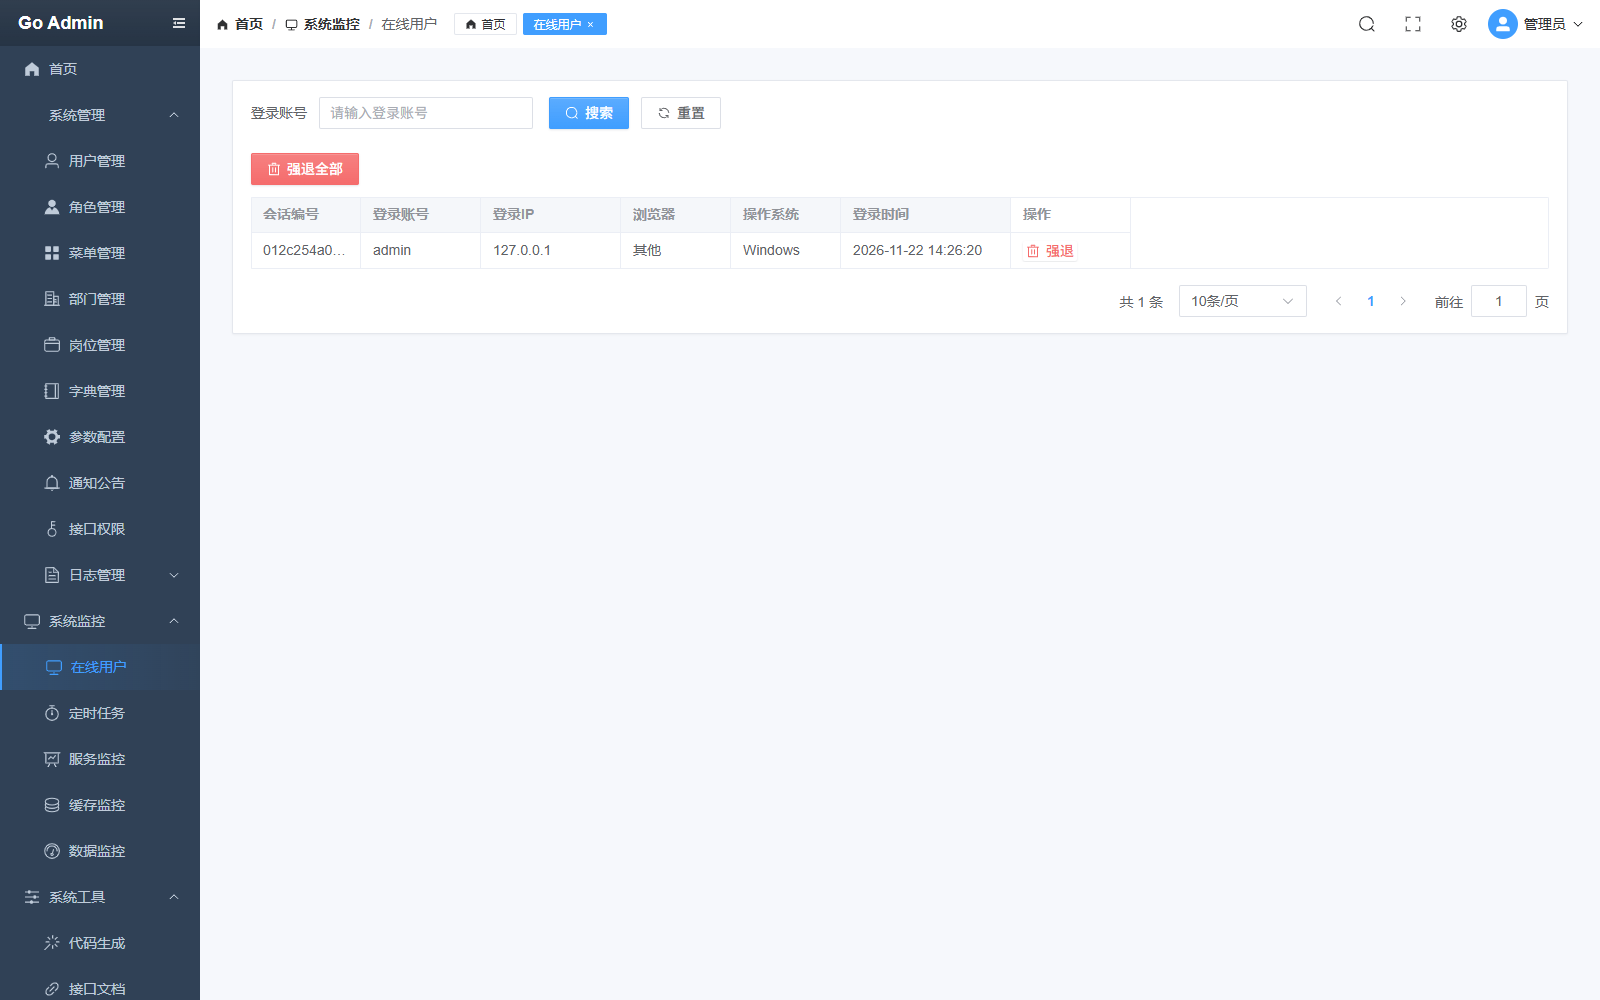 Go Admin
首页 / 系统监控 / 在线用户
首页
在线用户 ×
管理员
首页
系统管理
用户管理
角色管理
菜单管理
部门管理
岗位管理
字典管理
参数配置
通知公告
接口权限
日志管理
系统监控
在线用户
定时任务
服务监控
缓存监控
数据监控
系统工具
代码生成
接口文档
登录账号 请输入登录账号 搜索 重置
强退全部
会话编号 登录账号 登录IP 浏览器 操作系统 登录时间 操作
012c254a0... admin 127.0.0.1 其他 Windows 2026-11-22 14:26:20 强退
共 1 条 10条/页 1 前往 1 页